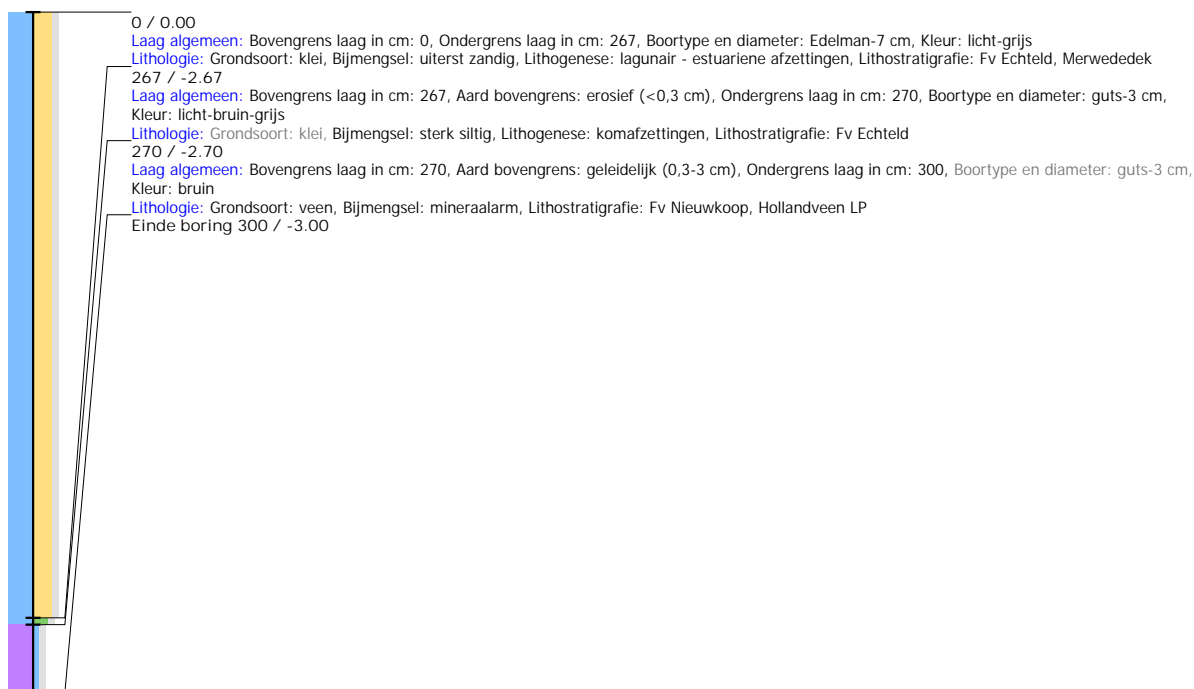 0 / 0.00
Laag algemeen: Bovengrens laag in cm: 0, Ondergrens laag in cm: 267, Boortype en diameter: Edelman-7 cm, Kleur: licht-grijs
Lithologie: Grondsoort: klei, Bijmengsel: uiterst zandig, Lithogenese: lagunair - estuariene afzettingen, Lithostratigrafie: Fv Echteld, Merwededek
267 / -2.67
Laag algemeen: Bovengrens laag in cm: 267, Aard bovengrens: erosief (<0,3 cm), Ondergrens laag in cm: 270, Boortype en diameter: guts-3 cm,
Kleur: licht-bruin-grijs
Lithologie: Grondsoort: klei, Bijmengsel: sterk siltig, Lithogenese: komafzettingen, Lithostratigrafie: Fv Echteld
270 / -2.70
Laag algemeen: Bovengrens laag in cm: 270, Aard bovengrens: geleidelijk (0,3-3 cm), Ondergrens laag in cm: 300, Boortype en diameter: guts-3 cm,
Kleur: bruin
Lithologie: Grondsoort: veen, Bijmengsel: mineraalarm, Lithostratigrafie: Fv Nieuwkoop, Hollandveen LP
Einde boring 300 / -3.00